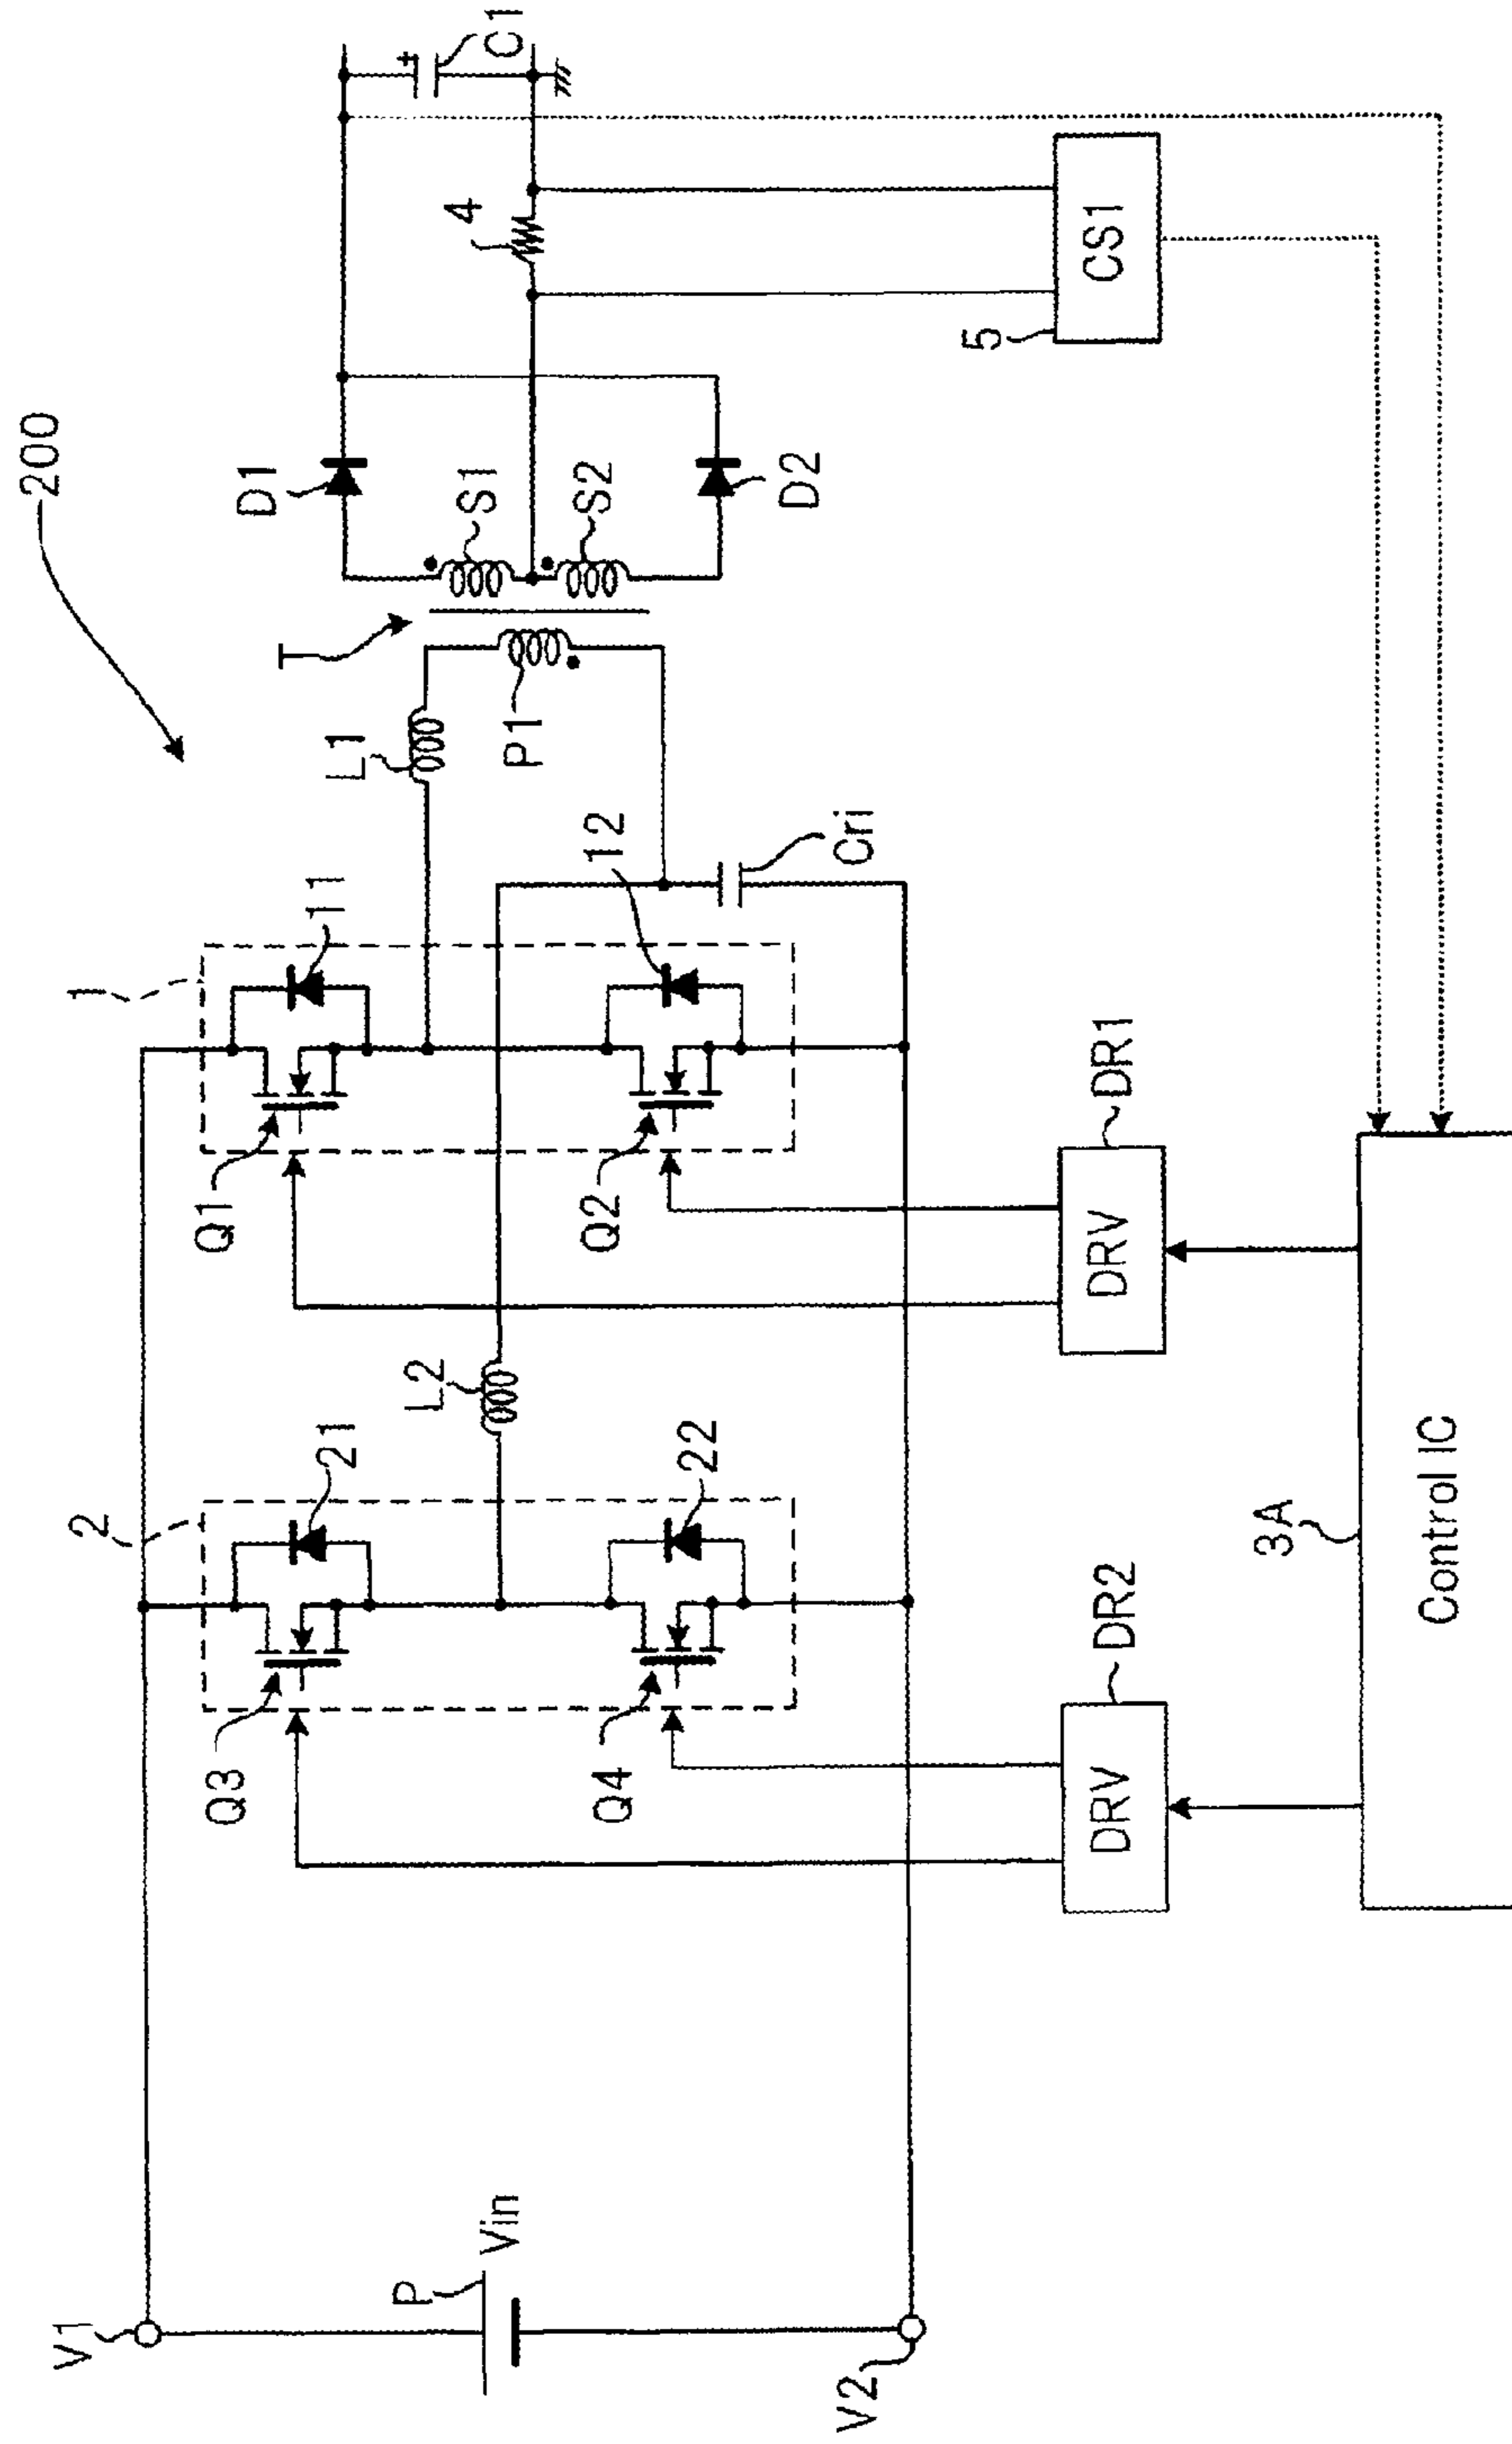 200
V1
P
Vin
V2
2
21
Q3
22
Q4
L2
1
11
Q1
12
Q2
Cri
L1
T
P1
S1
S2
D1
D2
4
+
C1
5
CS1
DR2
DRV
DR1
DRV
3A
Control IC